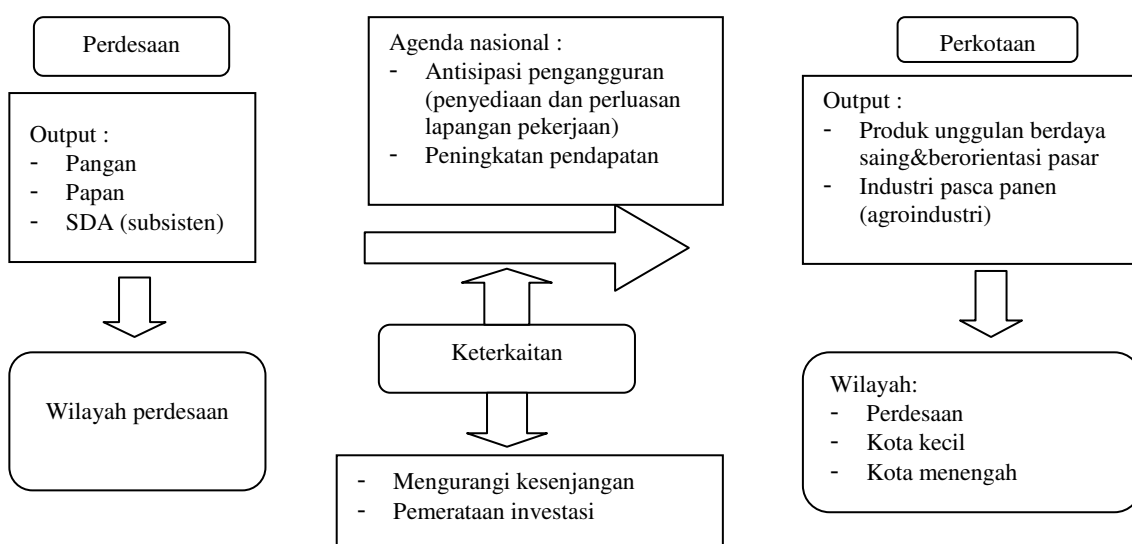 Perdesaan
Output :
- Pangan
- Papan
- SDA (subsisten)
Wilayah perdesaan
Agenda nasional :
- Antisipasi pengangguran
(penyediaan dan perluasan
lapangan pekerjaan)
- Peningkatan pendapatan
Keterkaitan
- Mengurangi kesenjangan
- Pemerataan investasi
Perkotaan
Output :
- Produk unggulan berdaya
saing&berorientasi pasar
- Industri pasca panen
(agroindustri)
Wilayah:
- Perdesaan
- Kota kecil
- Kota menengah